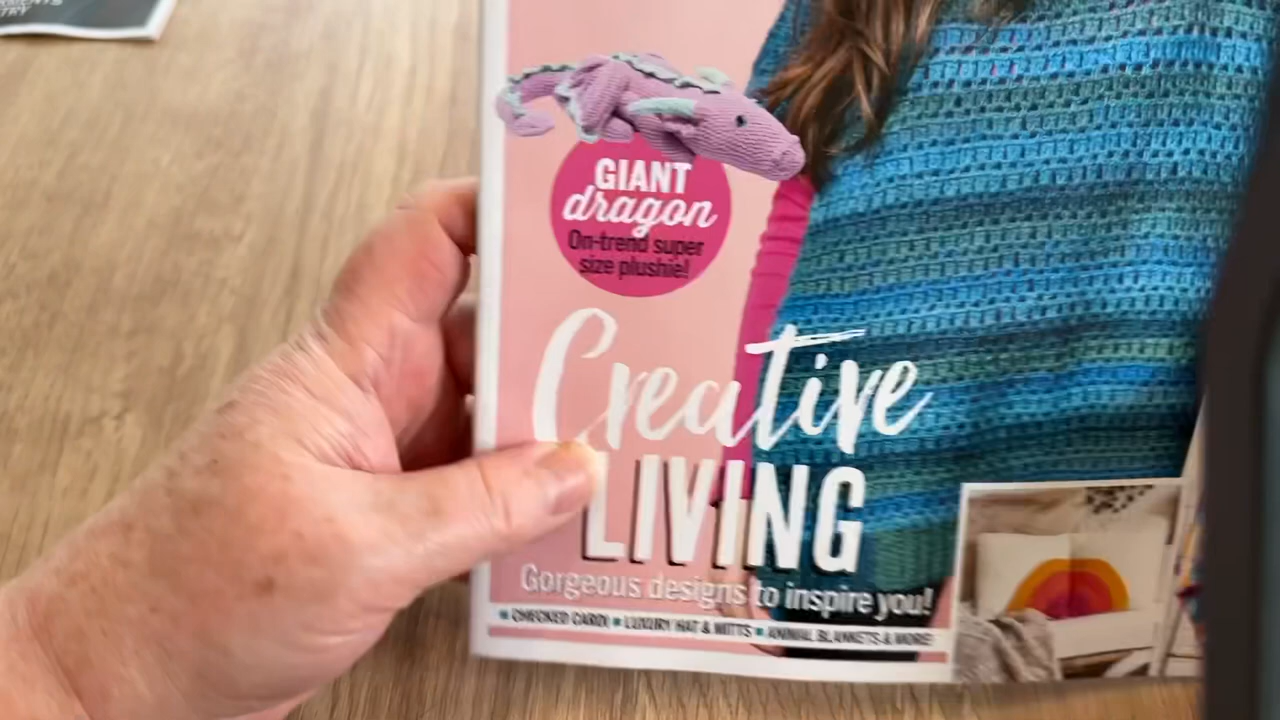 TRY
GIANT
dragon
On-trend super
size plushie!
Creative
LIVING
Gorgeous designs to inspire you!
• CHECKED CARDI • LUXURY HAT & MITTS • ANIMAL BLANKETS & MORE!